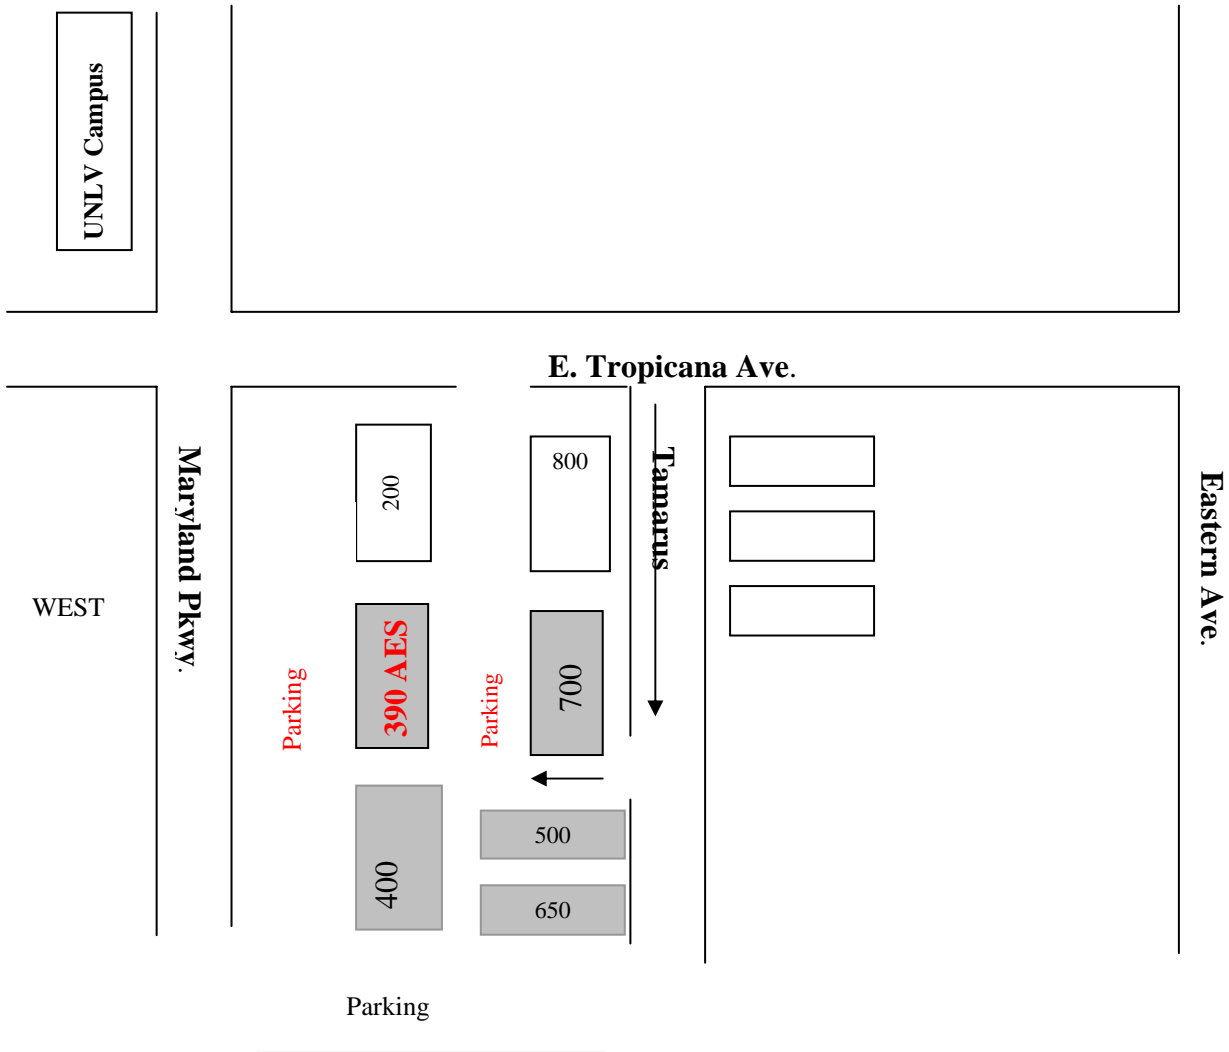 UNLV Campus
E. Tropicana Ave.
Maryland Pkwy.
200
800
Tamarus
Eastern Ave.
WEST
Parking
390 AES
Parking
700
400
500
650
Parking